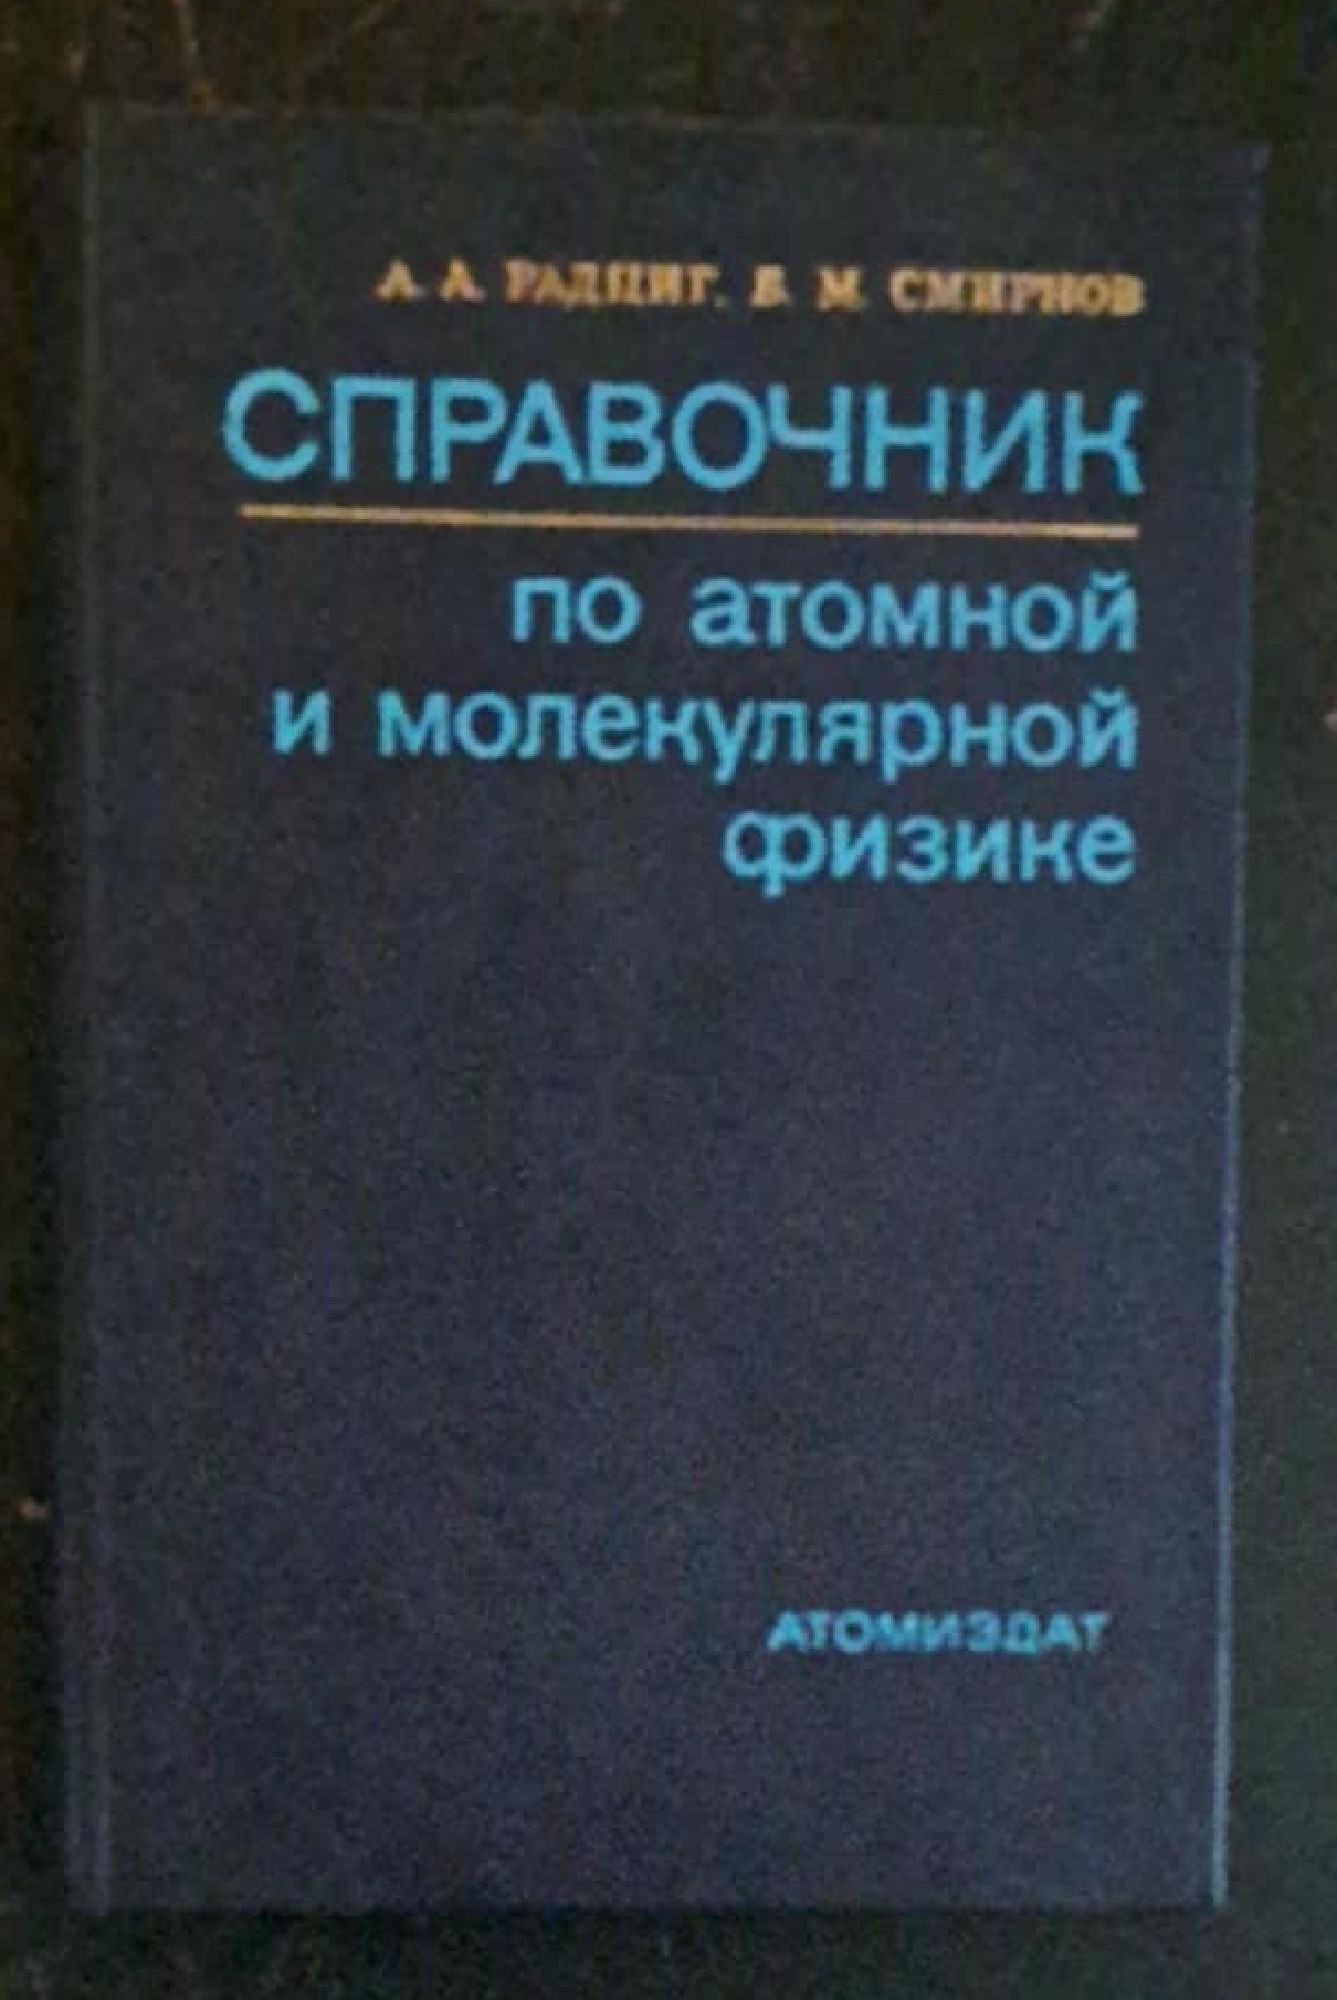 А. А. РАДЦИГ, Б. М. СМИРНОВ
СПРАВОЧНИК
по атомной
и молекулярной
физике
АТОМИЗДАТ